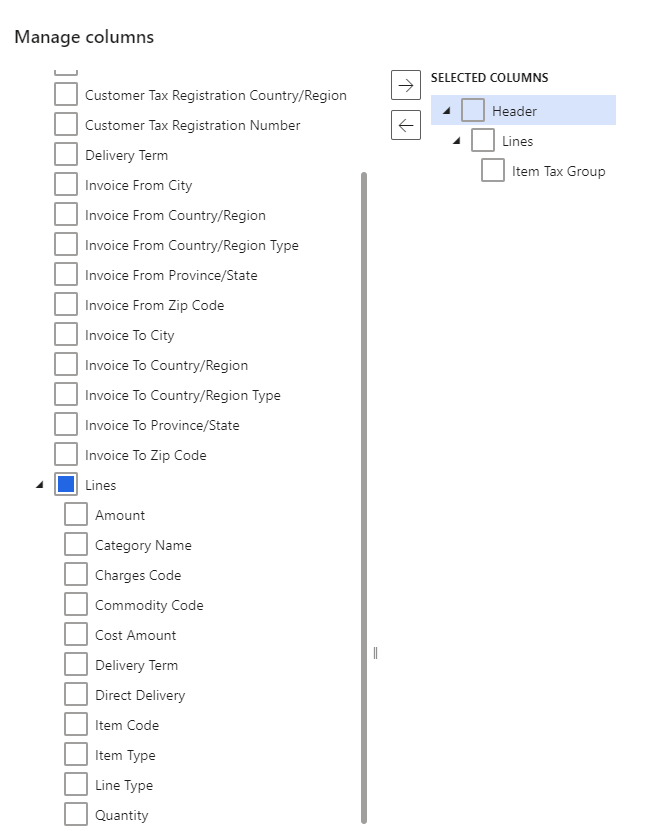 Manage columns
Customer Tax Registration Country/Region
Customer Tax Registration Number
Delivery Term
Invoice From City
Invoice From Country/Region
Invoice From Country/Region Type
Invoice From Province/State
Invoice From Zip Code
Invoice To City
Invoice To Country/Region
Invoice To Country/Region Type
Invoice To Province/State
Invoice To Zip Code
Lines
Amount
Category Name
Charges Code
Commodity Code
Cost Amount
Delivery Term
Direct Delivery
Item Code
Item Type
Line Type
Quantity
SELECTED COLUMNS
Header
Lines
Item Tax Group